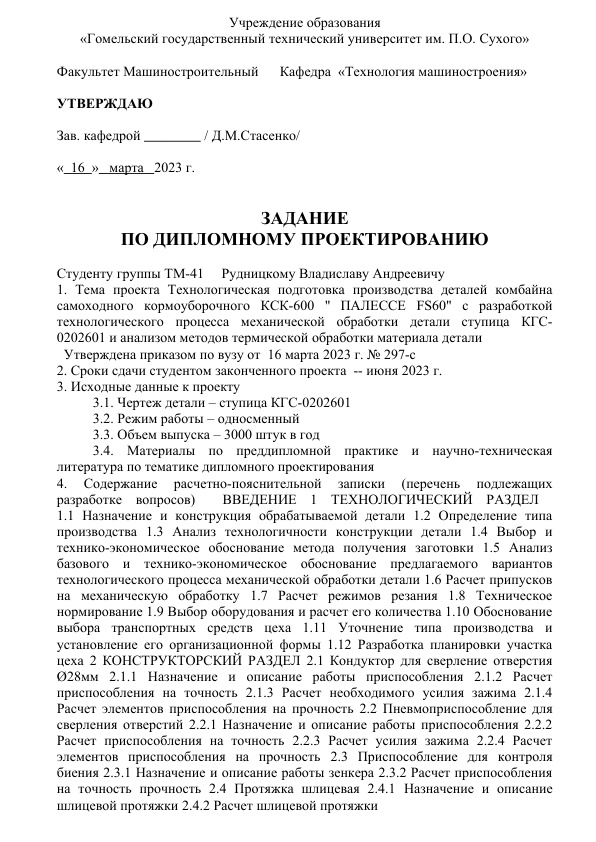 Учреждение образования
«Гомельский государственный технический университет им. П.О. Сухого»
Факультет Машиностроительный Кафедра «Технология машиностроения»
УТВЕРЖДАЮ
Зав. кафедрой ________ / Д.М.Стасенко/
«_16_»_ марта _2023 г.
ЗАДАНИЕ
ПО ДИПЛОМНОМУ ПРОЕКТИРОВАНИЮ
Студенту группы ТМ-41 Рудницкому Владиславу Андреевичу
1. Тема проекта Технологическая подготовка производства деталей комбайна
самоходного кормоуборочного КСК-600 " ПАЛЕССЕ FS60" с разработкой
технологического процесса механической обработки детали ступица КГС-
0202601 и анализом методов термической обработки материала детали
Утверждена приказом по вузу от 16 марта 2023 г. № 297-с
2. Сроки сдачи студентом законченного проекта -- июня 2023 г.
3. Исходные данные к проекту
3.1. Чертеж детали – ступица КГС-0202601
3.2. Режим работы – односменный
3.3. Объем выпуска – 3000 штук в год
3.4. Материалы по преддипломной практике и научно-техническая
литература по тематике дипломного проектирования
4. Содержание расчетно-пояснительной записки (перечень подлежащих
разработке вопросов) ВВЕДЕНИЕ 1 ТЕХНОЛОГИЧЕСКИЙ РАЗДЕЛ
1.1 Назначение и конструкция обрабатываемой детали 1.2 Определение типа
производства 1.3 Анализ технологичности конструкции детали 1.4 Выбор и
технико-экономическое обоснование метода получения заготовки 1.5 Анализ
базового и технико-экономическое обоснование предлагаемого вариантов
технологического процесса механической обработки детали 1.6 Расчет припусков
на механическую обработку 1.7 Расчет режимов резания 1.8 Техническое
нормирование 1.9 Выбор оборудования и расчет его количества 1.10 Обоснование
выбора транспортных средств цеха 1.11 Уточнение типа производства и
установление его организационной формы 1.12 Разработка планировки участка
цеха 2 КОНСТРУКТОРСКИЙ РАЗДЕЛ 2.1 Кондуктор для сверление отверстия
Ø28мм 2.1.1 Назначение и описание работы приспособления 2.1.2 Расчет
приспособления на точность 2.1.3 Расчет необходимого усилия зажима 2.1.4
Расчет элементов приспособления на прочность 2.2 Пневмоприспособление для
сверления отверстий 2.2.1 Назначение и описание работы приспособления 2.2.2
Расчет приспособления на точность 2.2.3 Расчет усилия зажима 2.2.4 Расчет
элементов приспособления на прочность 2.3 Приспособление для контроля
биения 2.3.1 Назначение и описание работы зенкера 2.3.2 Расчет приспособления
на точность прочность 2.4 Протяжка шлицевая 2.4.1 Назначение и описание
шлицевой протяжки 2.4.2 Расчет шлицевой протяжки